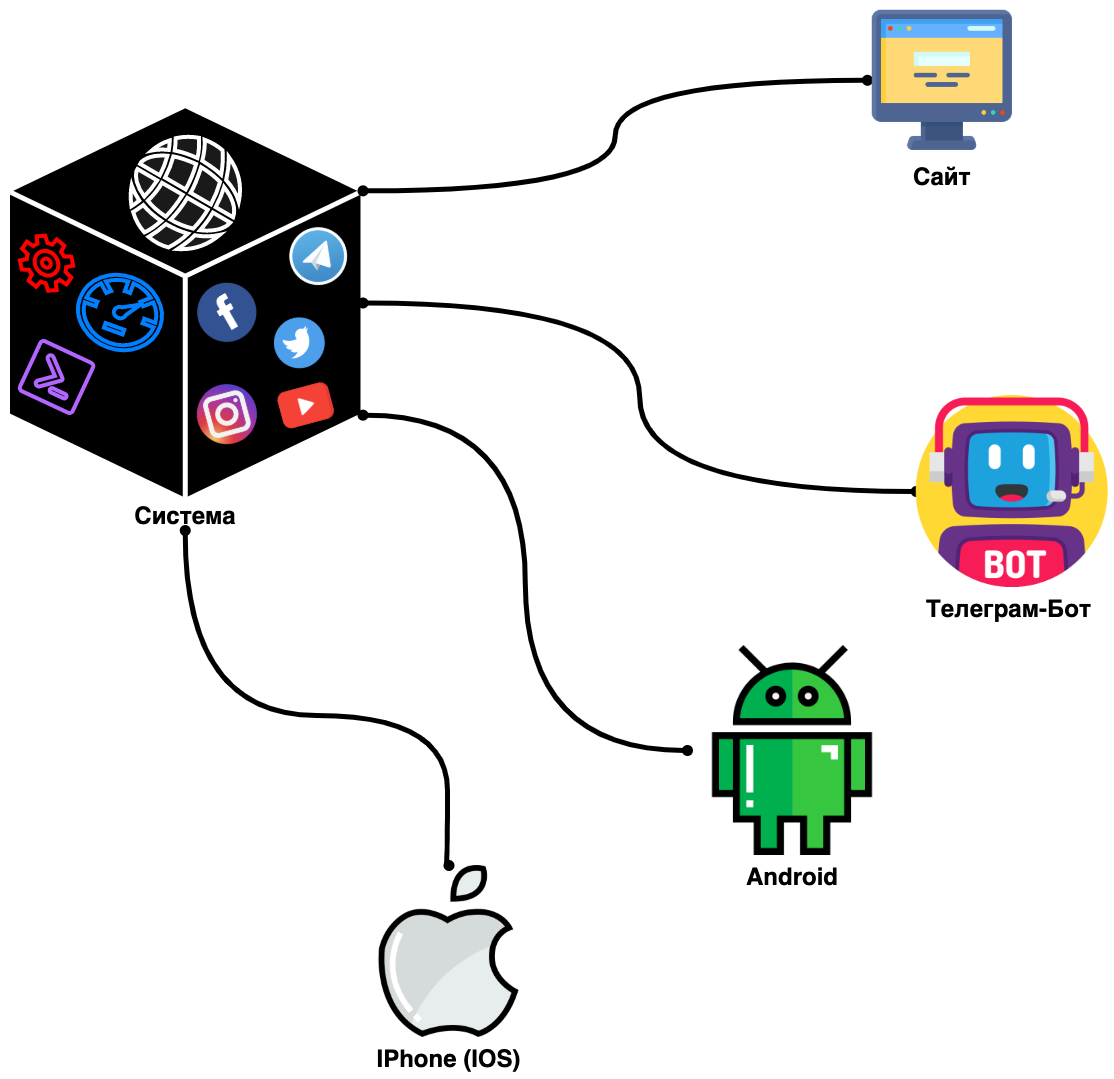 Сайт
Система
BOT
Телеграм-Бот
Android
IPhone (IOS)